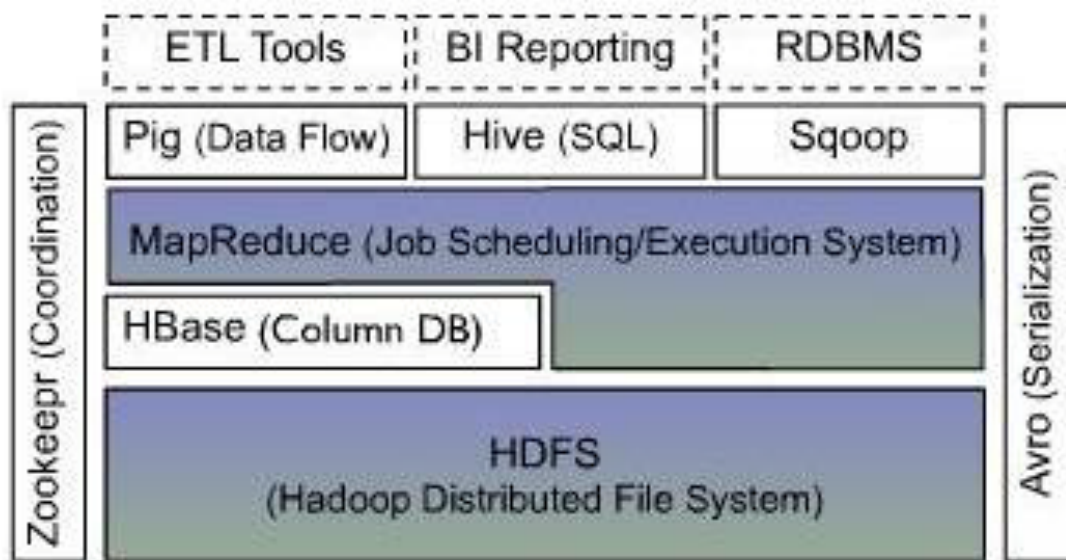 ETL Tools
BI Reporting
RDBMS
Zookeepr (Coordination)
Pig (Data Flow)
Hive (SQL)
Sqoop
Avro (Serialization)
MapReduce (Job Scheduling/Execution System)
HBase (Column DB)
HDFS
(Hadoop Distributed File System)